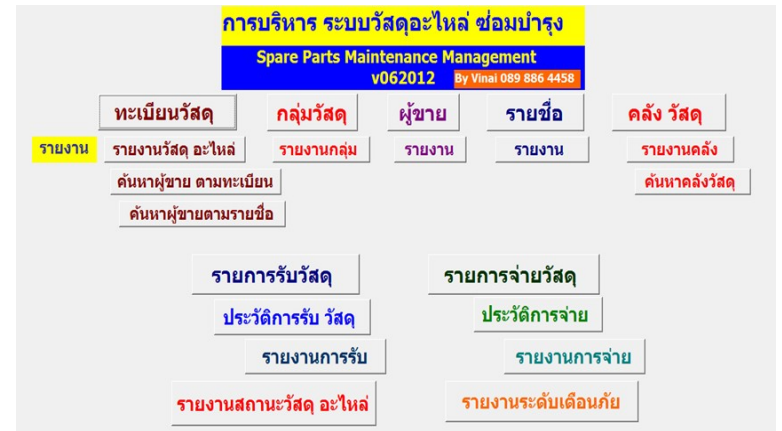 การบริหาร ระบบวัสดุอะไหล่ ซ่อมบำรุง
Spare Parts Maintenance Management
v062012 By Vinai 089 886 4458
ทะเบียนวัสดุ กลุ่มวัสดุ ผู้ขาย รายชื่อ คลัง วัสดุ
รายงาน รายงานวัสดุ อะไหล่ รายงานกลุ่ม รายงาน รายงาน รายงานคลัง
ค้นหาผู้ขาย ตามทะเบียน ค้นหาคลังวัสดุ
ค้นหาผู้ขายตามรายชื่อ
รายการรับวัสดุ รายการจ่ายวัสดุ
ประวัติการรับ วัสดุ ประวัติการจ่าย
รายงานการรับ รายงานการจ่าย
รายงานสถานะวัสดุ อะไหล่ รายงานระดับเตือนภัย